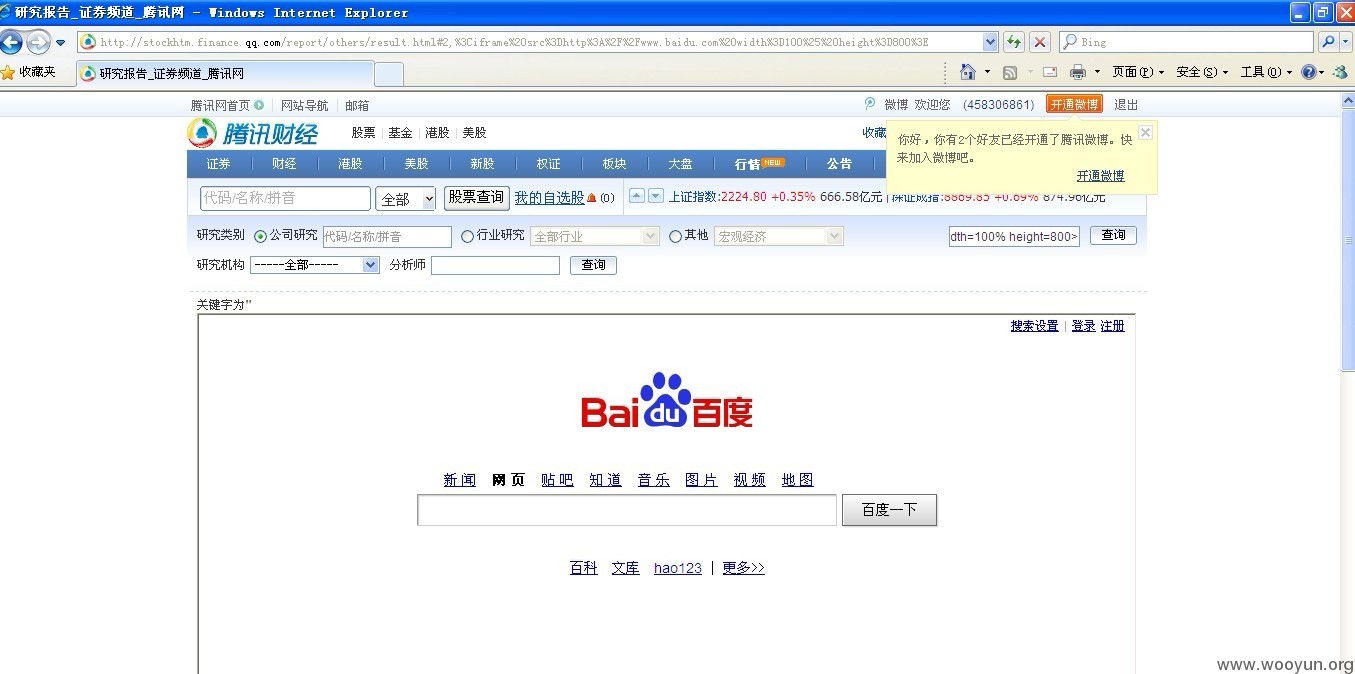 研究报告_证券频道_腾讯网 - Windows Internet Explorer
http://stockhtm.finance.qq.com/report/others/result.html#2,%3Ciframe%20src%3Dhttp%3A%2F%2Fwww.baidu.com%20width%3D100%25%20height%3D800%3E Bing
收藏夹 研究报告_证券频道_腾讯网 页面(P) 安全(S) 工具(O)
腾讯网首页 网站导航 邮箱 微博 欢迎您 (458306861) 开通微博 退出
腾讯财经 股票 基金 港股 美股 收藏
你好，你有2个好友已经开通了腾讯微博。快
来加入微博吧。
开通微博
证券 财经 港股 美股 新股 权证 板块 大盘 行情 NEW 公告
代码/名称/拼音 全部 股票查询 我的自选股 (0) 上证指数:2224.80 +0.35% 666.58亿元 | 深证成指:8869.85 +0.69% 874.96亿元
研究类别 公司研究 代码/名称/拼音 行业研究 全部行业 其他 宏观经济 dth=100% height=800> 查询
研究机构 -----全部----- 分析师 查询
关键字为"
搜索设置 | 登录 注册
Bai du 百度
新闻 网页 贴吧 知道 音乐 图片 视频 地图
百度一下
百科 文库 hao123 | 更多>>
www.wooyun.org